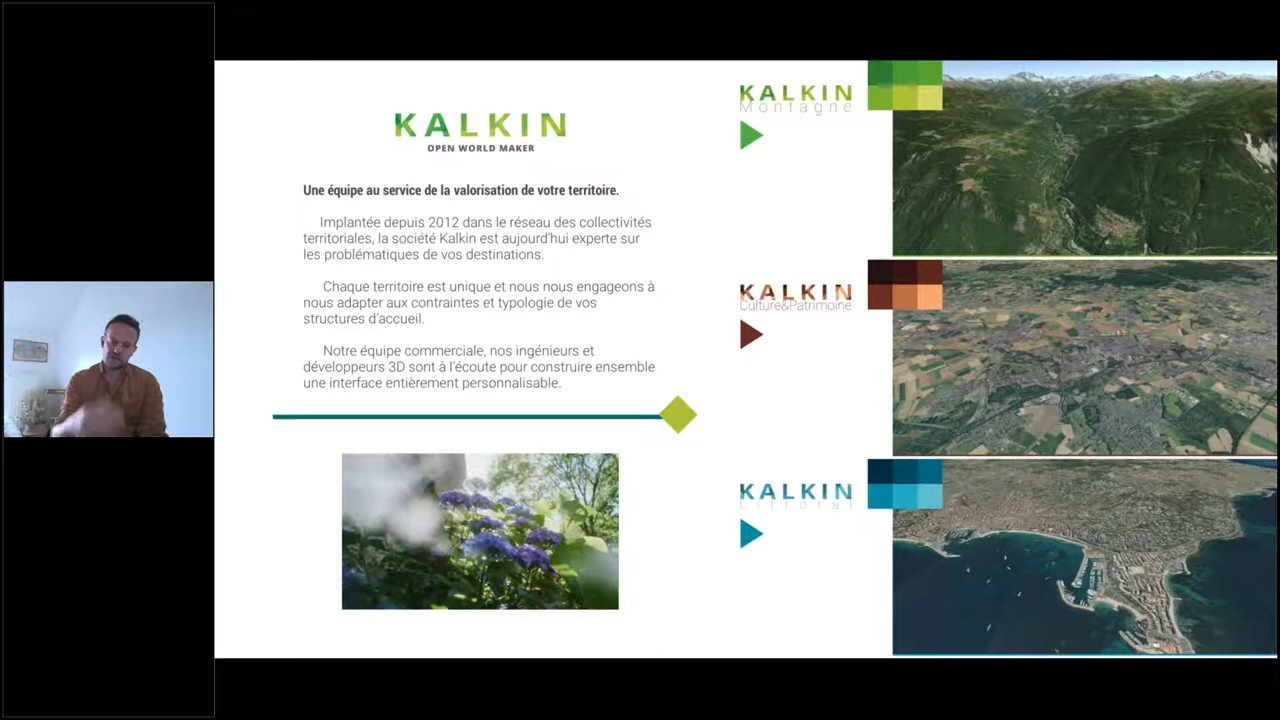 KALKIN
OPEN WORLD MAKER
Une équipe au service de la valorisation de votre territoire.
Implantée depuis 2012 dans le réseau des collectivités
territoriales, la société Kalkin est aujourd'hui experte sur
les problématiques de vos destinations.
Chaque territoire est unique et nous nous engageons à
nous adapter aux contraintes et typologie de vos
structures d'accueil.
Notre équipe commerciale, nos ingénieurs et
développeurs 3D sont à l'écoute pour construire ensemble
une interface entièrement personnalisable.
KALKIN
Montagne
KALKIN
Culture&Patrimoine
KALKIN
Littoral